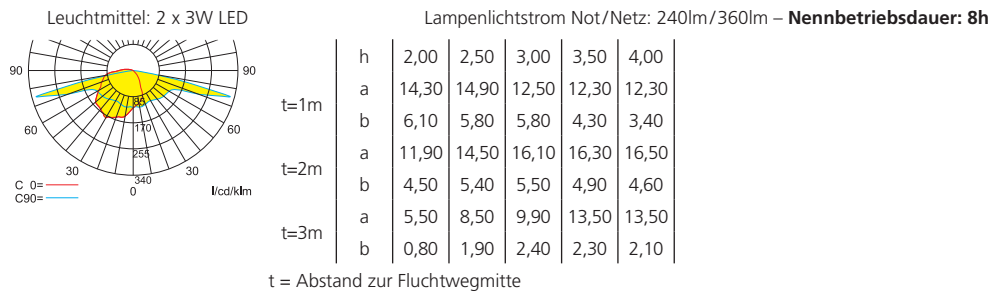 Leuchtmittel: 2 x 3W LED
Lampenlichtstrom Not/Netz: 240lm/360lm – Nennbetriebsdauer: 8h
90 90
60 60
30 30
0
85
170
255
340
C 0=
C90=
I/cd/klm
h 2,00 2,50 3,00 3,50 4,00
t=1m
a 14,30 14,90 12,50 12,30 12,30
b 6,10 5,80 5,80 4,30 3,40
t=2m
a 11,90 14,50 16,10 16,30 16,50
b 4,50 5,40 5,50 4,90 4,60
t=3m
a 5,50 8,50 9,90 13,50 13,50
b 0,80 1,90 2,40 2,30 2,10
t = Abstand zur Fluchtwegmitte